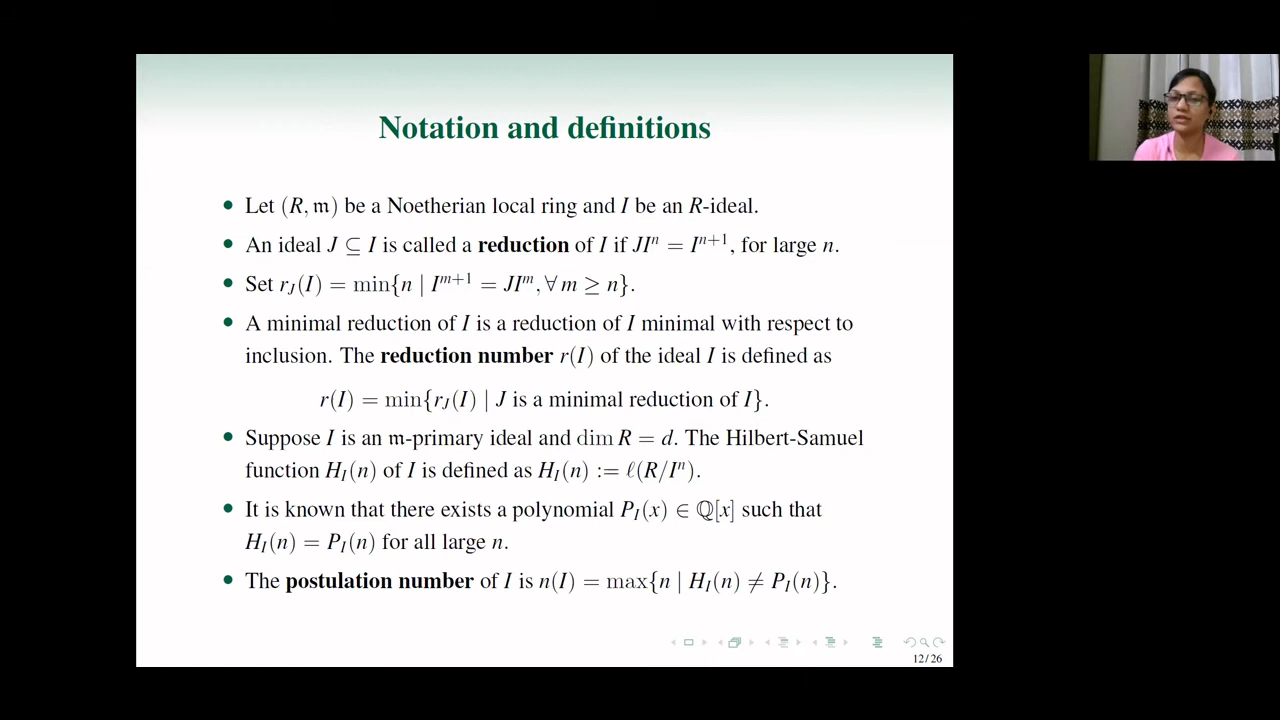 Notation and definitions
• Let (R, 𝔪) be a Noetherian local ring and I be an R-ideal.
• An ideal J ⊆ I is called a reduction of I if JIⁿ = Iⁿ⁺¹, for large n.
• Set r_J(I) = min{n | I^{m+1} = JI^m, ∀ m ≥ n}.
• A minimal reduction of I is a reduction of I minimal with respect to
inclusion. The reduction number r(I) of the ideal I is defined as
r(I) = min{r_J(I) | J is a minimal reduction of I}.
• Suppose I is an 𝔪-primary ideal and dim R = d. The Hilbert-Samuel
function H_I(n) of I is defined as H_I(n) := ℓ(R/Iⁿ).
• It is known that there exists a polynomial P_I(x) ∈ ℚ[x] such that
H_I(n) = P_I(n) for all large n.
• The postulation number of I is n(I) = max{n | H_I(n) ≠ P_I(n)}.
12/26